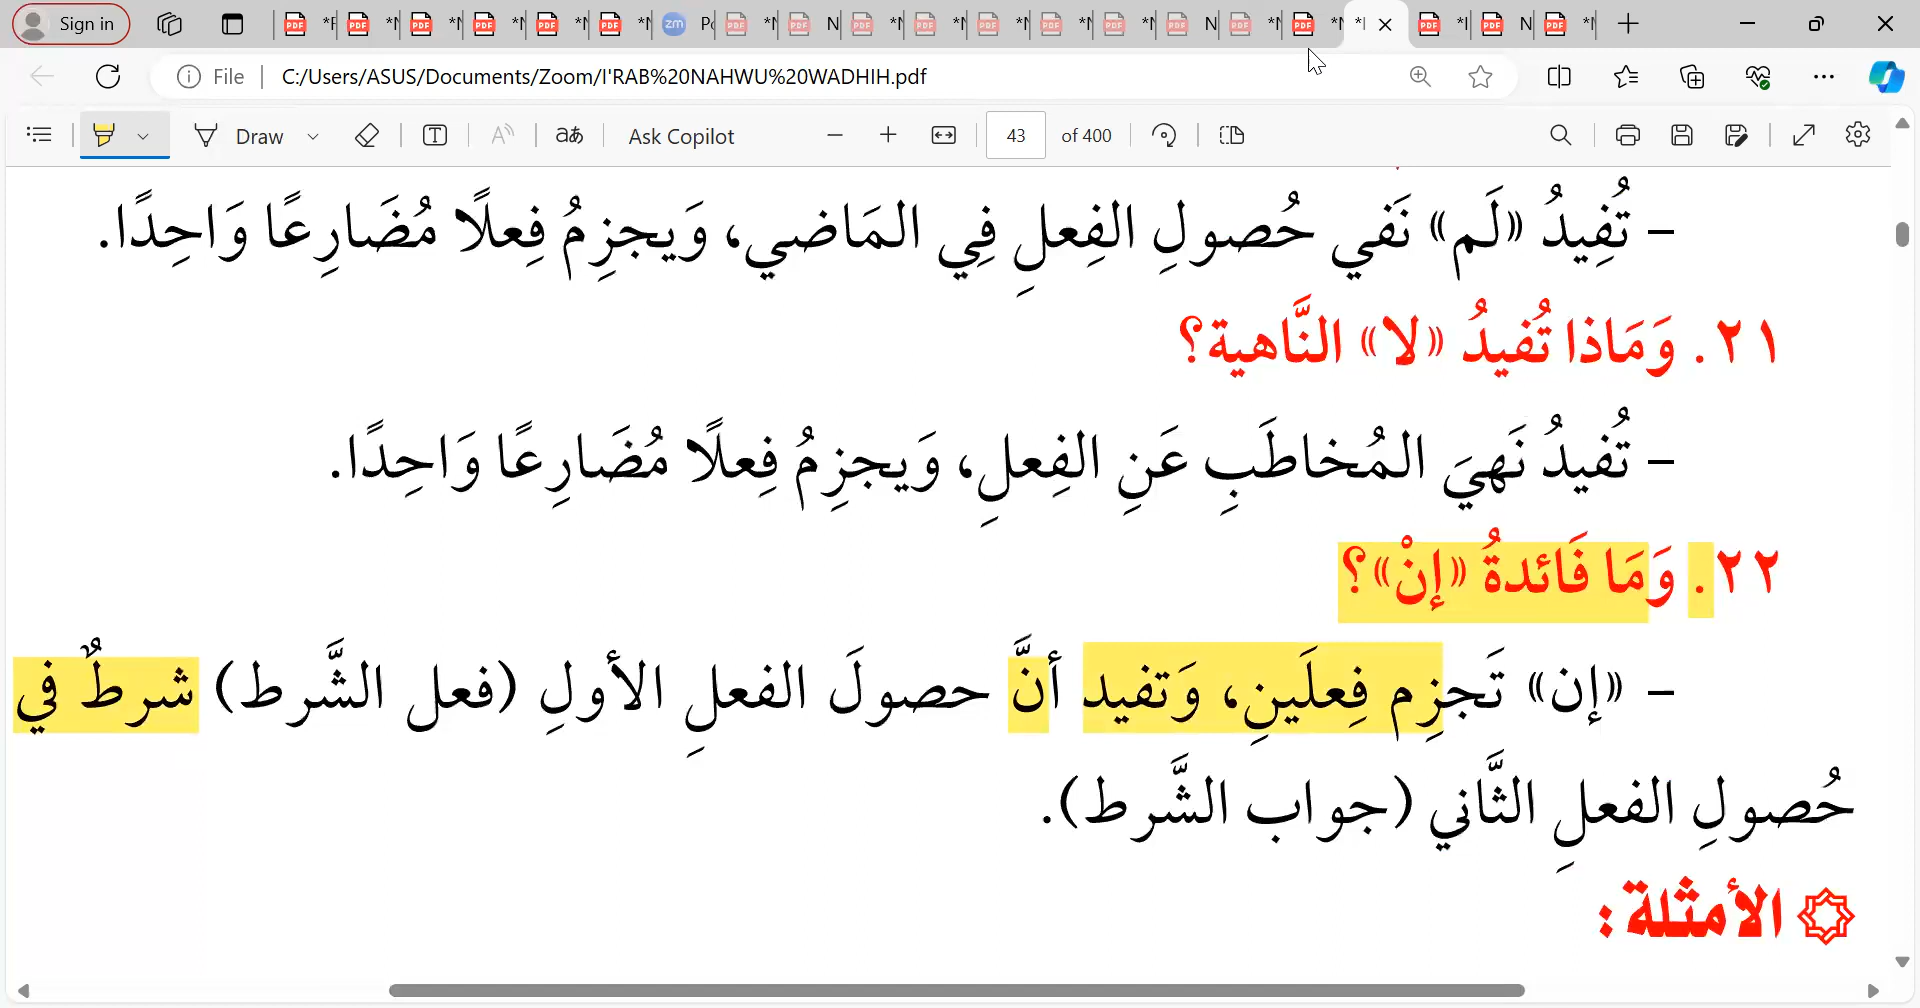 Sign in
File
C:/Users/ASUS/Documents/Zoom/I'RAB%20NAHWU%20WADHIH.pdf
Draw
Ask Copilot
43 of 400
– تُفِيدُ «لَم» نَفي حُصولِ الفِعلِ فِي المَاضي، وَيجزِمُ فِعلًا مُضَارِعًا وَاحِدًا.
٢١. وَمَاذا تُفيدُ «لا» النَّاهية؟
– تُفيدُ نَهيَ المُخاطَبِ عَنِ الفِعلِ، وَيجزِمُ فِعلًا مُضَارِعًا وَاحِدًا.
٢٢. وَمَا فَائدةُ «إنْ»؟
– «إن» تَجزِم فِعلَينِ، وَتفيد أنَّ حصولَ الفعلِ الأولِ (فعل الشَّرط) شرطٌ في
حُصولِ الفعلِ الثَّاني (جواب الشَّرط).
الأمثلة: